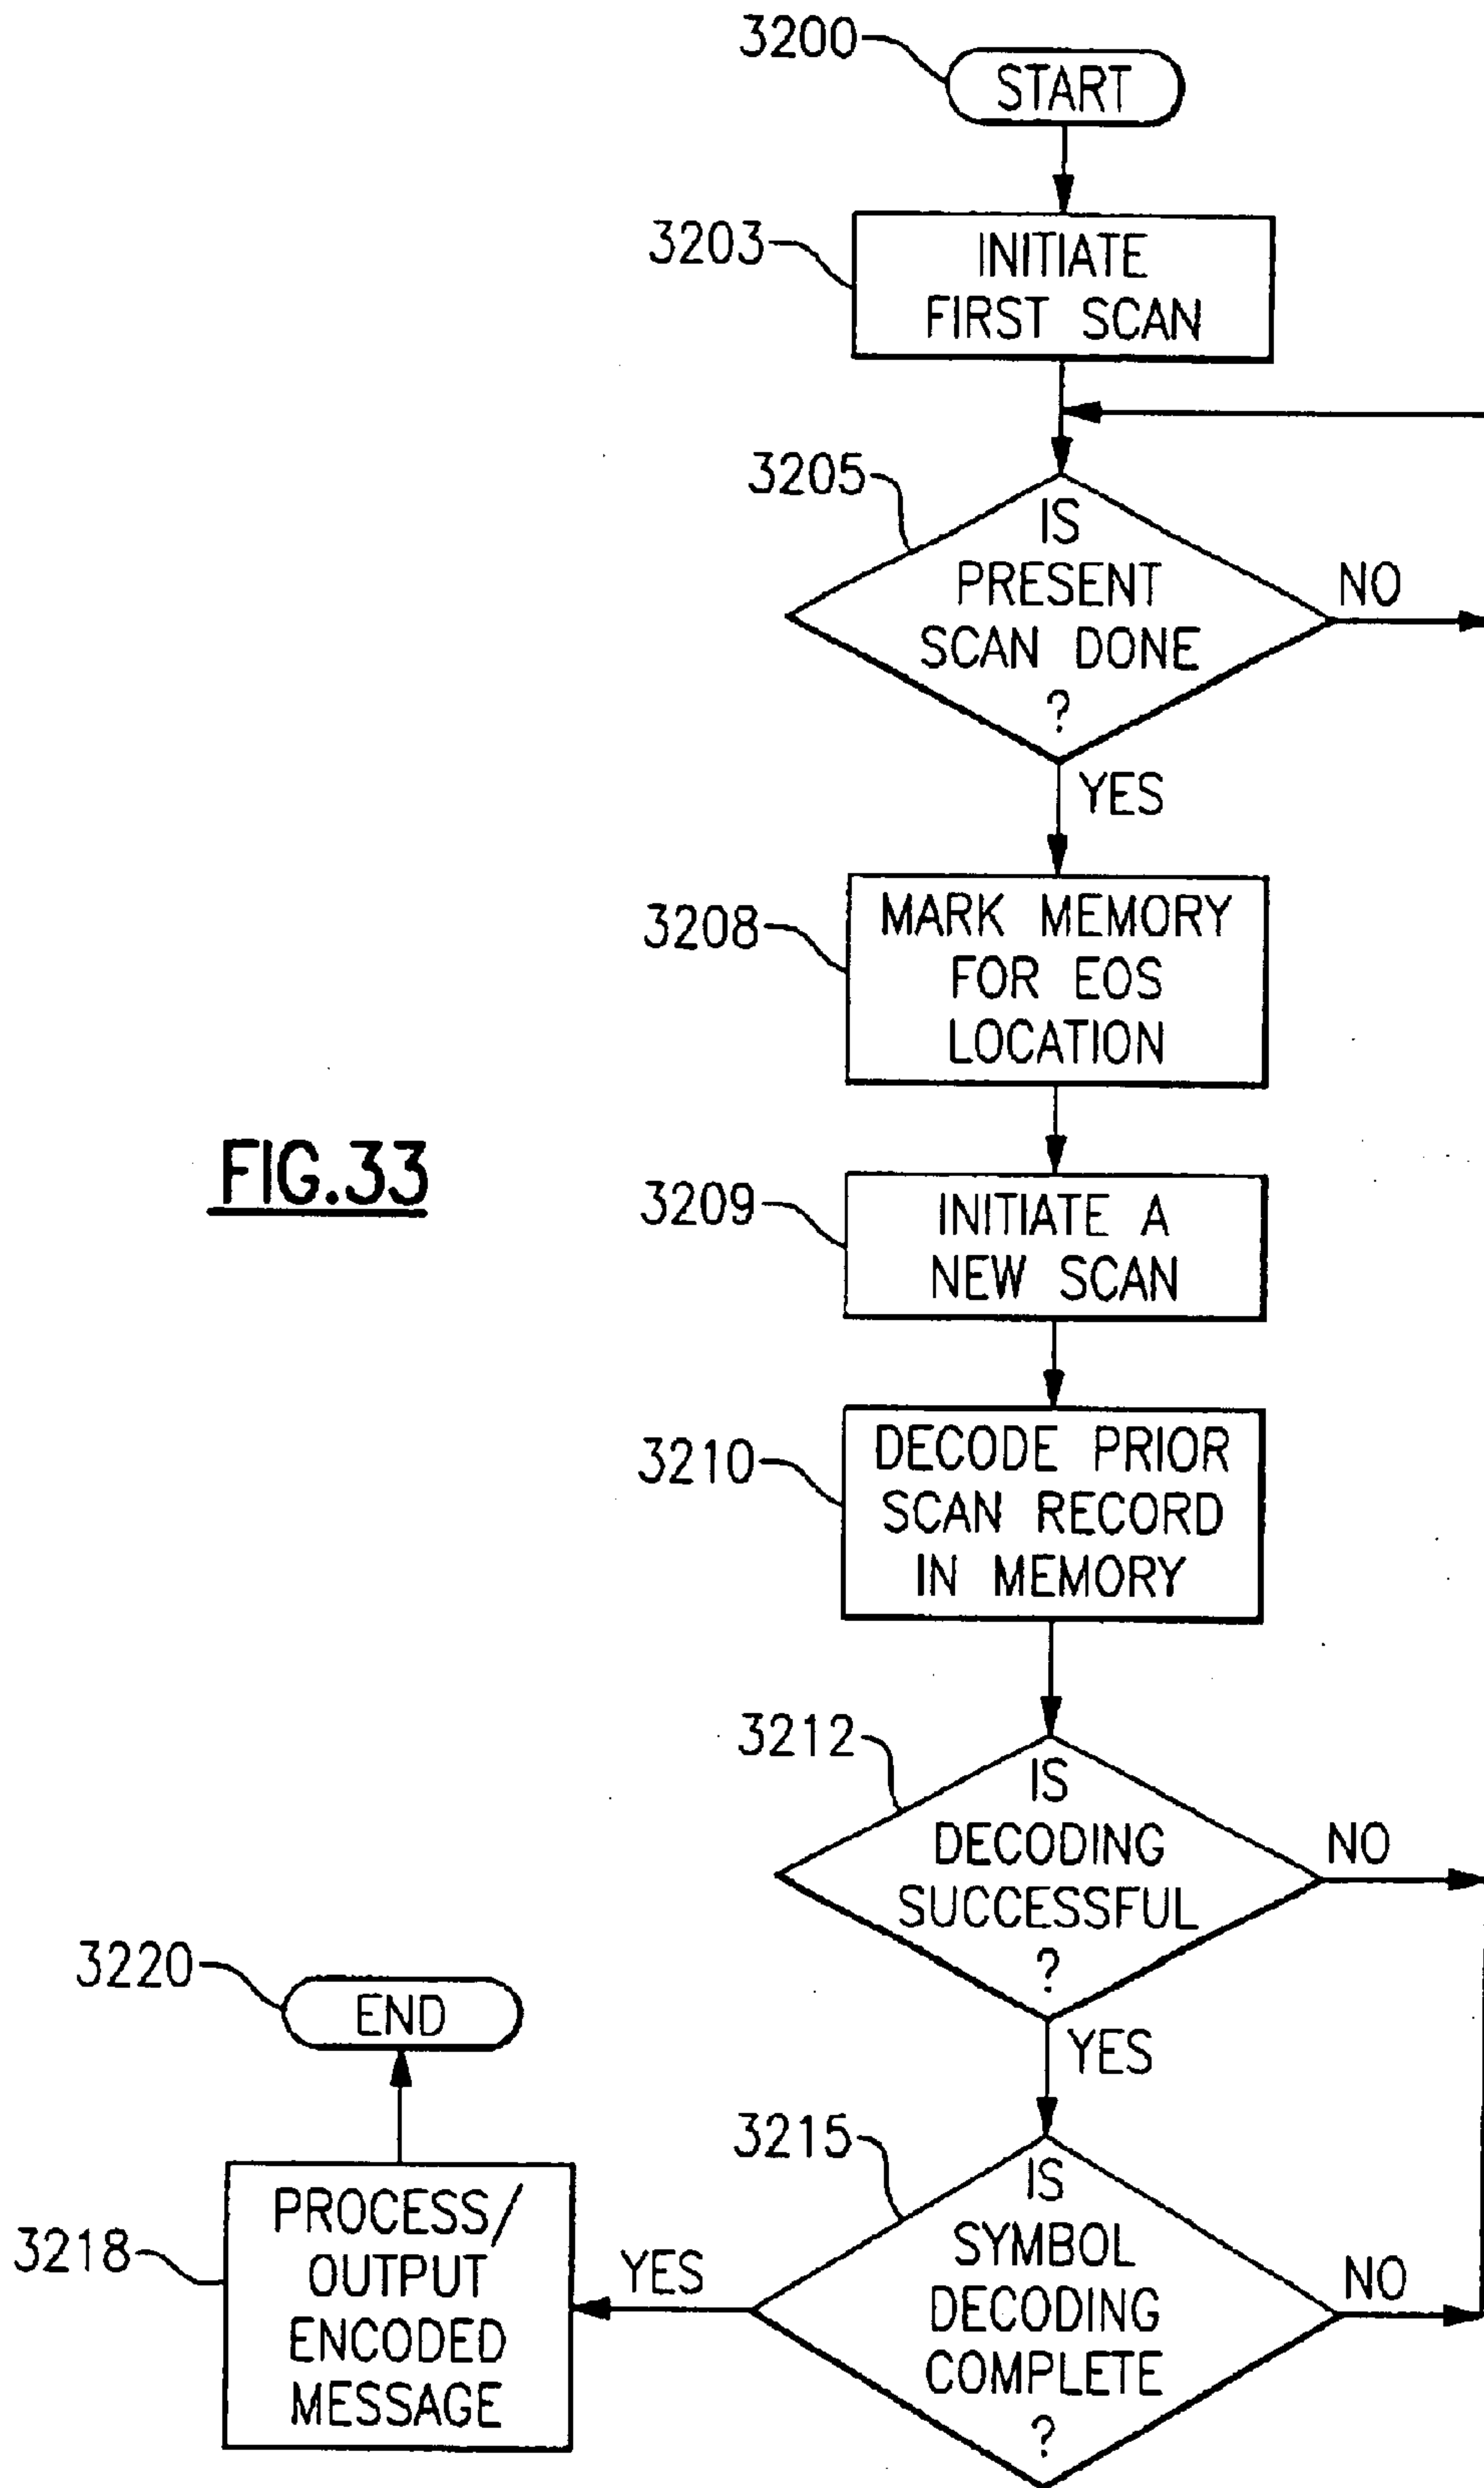 3200
START
3203
INITIATE
FIRST SCAN
3205
IS
PRESENT
SCAN DONE
?
NO
YES
3208
MARK MEMORY
FOR EOS
LOCATION
FIG.33
3209
INITIATE A
NEW SCAN
3210
DECODE PRIOR
SCAN RECORD
IN MEMORY
3212
IS
DECODING
SUCCESSFUL
?
NO
YES
3220
END
3215
IS
SYMBOL
DECODING
COMPLETE
?
NO
YES
3218
PROCESS/
OUTPUT
ENCODED
MESSAGE